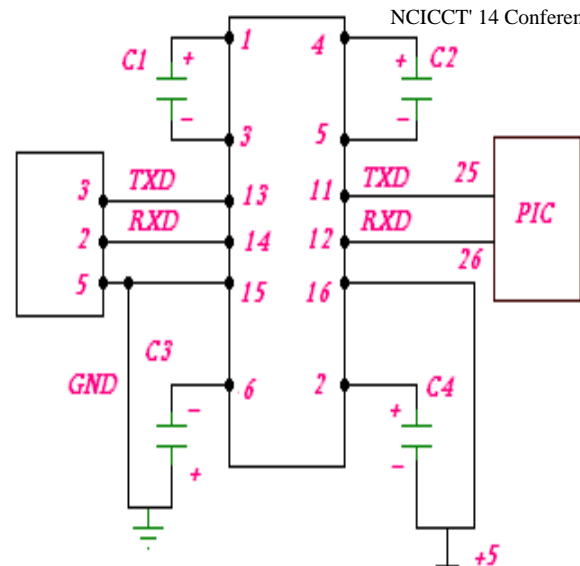 NCICCT' 14 Conferen
C1 + 1 4 + C2
− 3 5 −
3 TXD 13 11 TXD 25
2 RXD 14 12 RXD PIC
5 15 16 26
C3
GND 6 2 C4
− +
+ −
+5